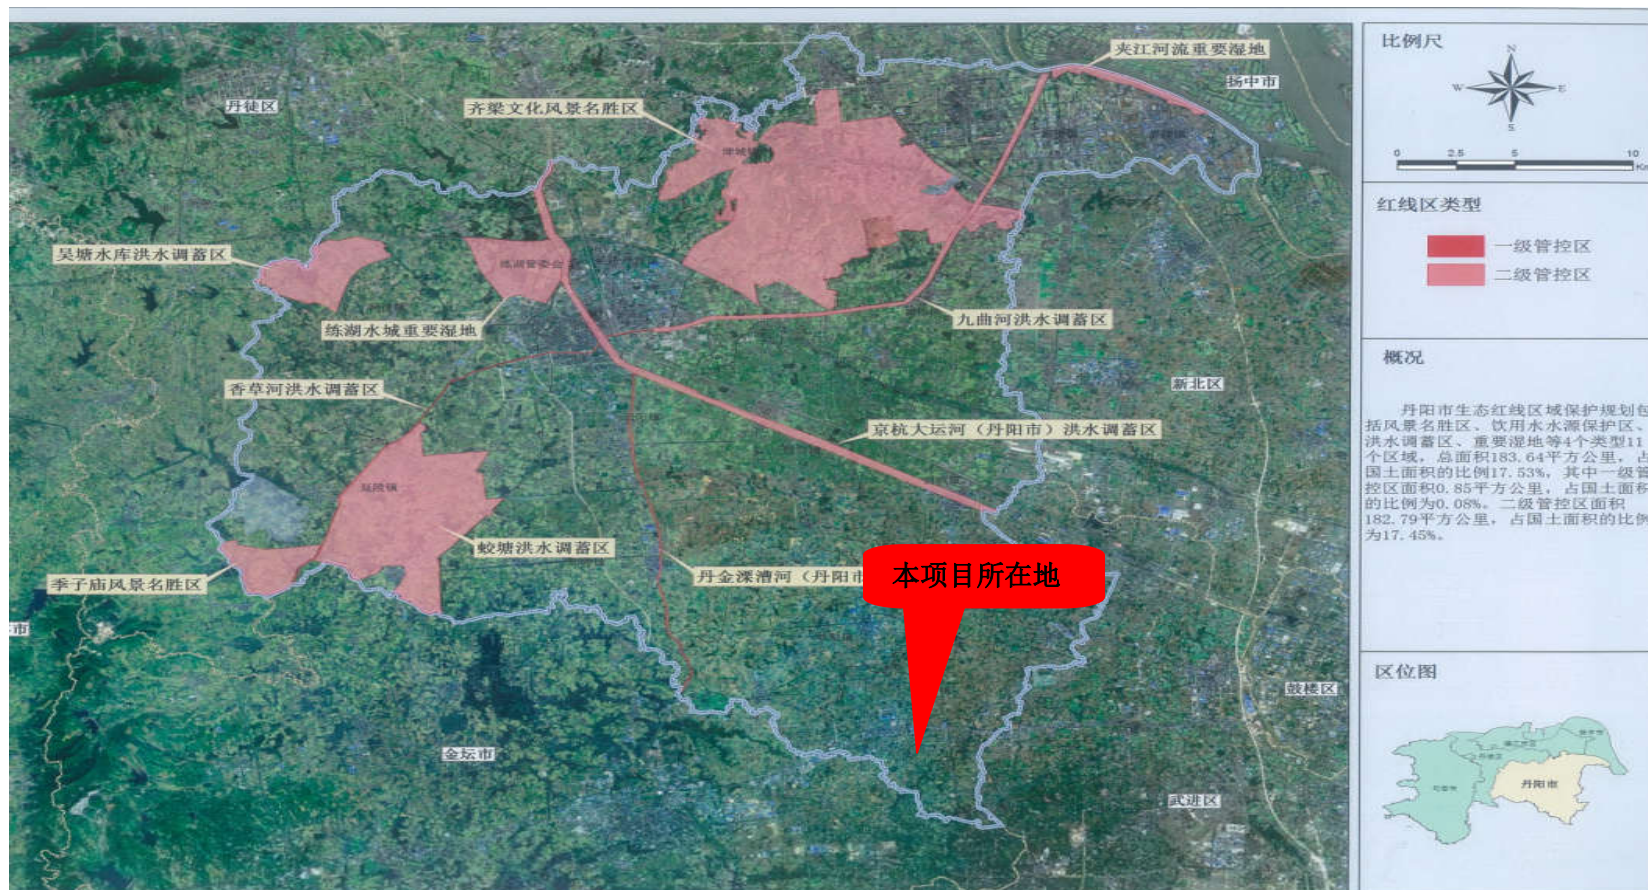 夹江河流重要湿地
扬中市
丹徒区
齐梁文化风景名胜区
吴塘水库洪水调蓄区
练湖管委会
练湖水城重要湿地
九曲河洪水调蓄区
新北区
香草河洪水调蓄区
京杭大运河（丹阳市）洪水调蓄区
延陵镇
蛟塘洪水调蓄区
季子庙风景名胜区
丹金溧漕河（丹阳市
本项目所在地
市
鼓楼区
金坛市
武进区
比例尺
N
W
E
S
0 2.5 5 10
Km
红线区类型
一级管控区
二级管控区
概况
丹阳市生态红线区域保护规划包
括风景名胜区、饮用水水源保护区、
洪水调蓄区、重要湿地等4个类型11
个区域，总面积183.64平方公里，占
国土面积的比例17.53%，其中一级管
控区面积0.85平方公里，占国土面积
的比例为0.08%。二级管控区面积
182.79平方公里，占国土面积的比例
为17.45%。
区位图
丹阳市